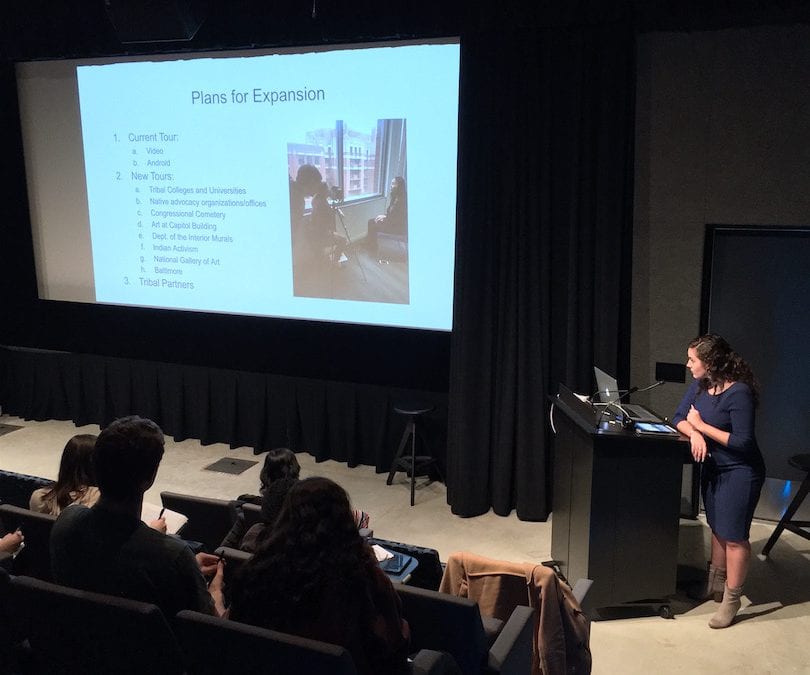 Plans for Expansion
1. Current Tour:
a. Video
b. Android
2. New Tours:
a. Tribal Colleges and Universities
b. Native advocacy organizations/offices
c. Congressional Cemetery
d. Art at Capitol Building
e. Dept. of the Interior Murals
f. Indian Activism
g. National Gallery of Art
h. Baltimore
3. Tribal Partners